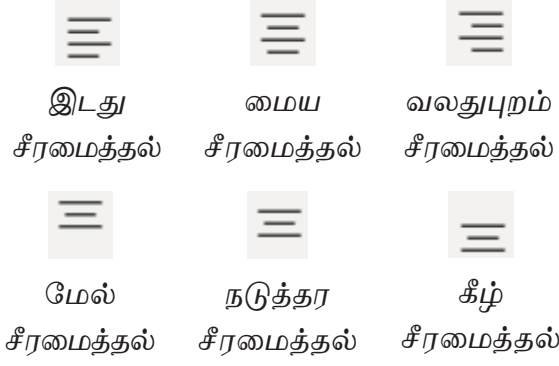 இடது மைய வலதுபுறம்
சீரமைத்தல் சீரமைத்தல் சீரமைத்தல்
மேல் நடுத்தர கீழ்
சீரமைத்தல் சீரமைத்தல் சீரமைத்தல்